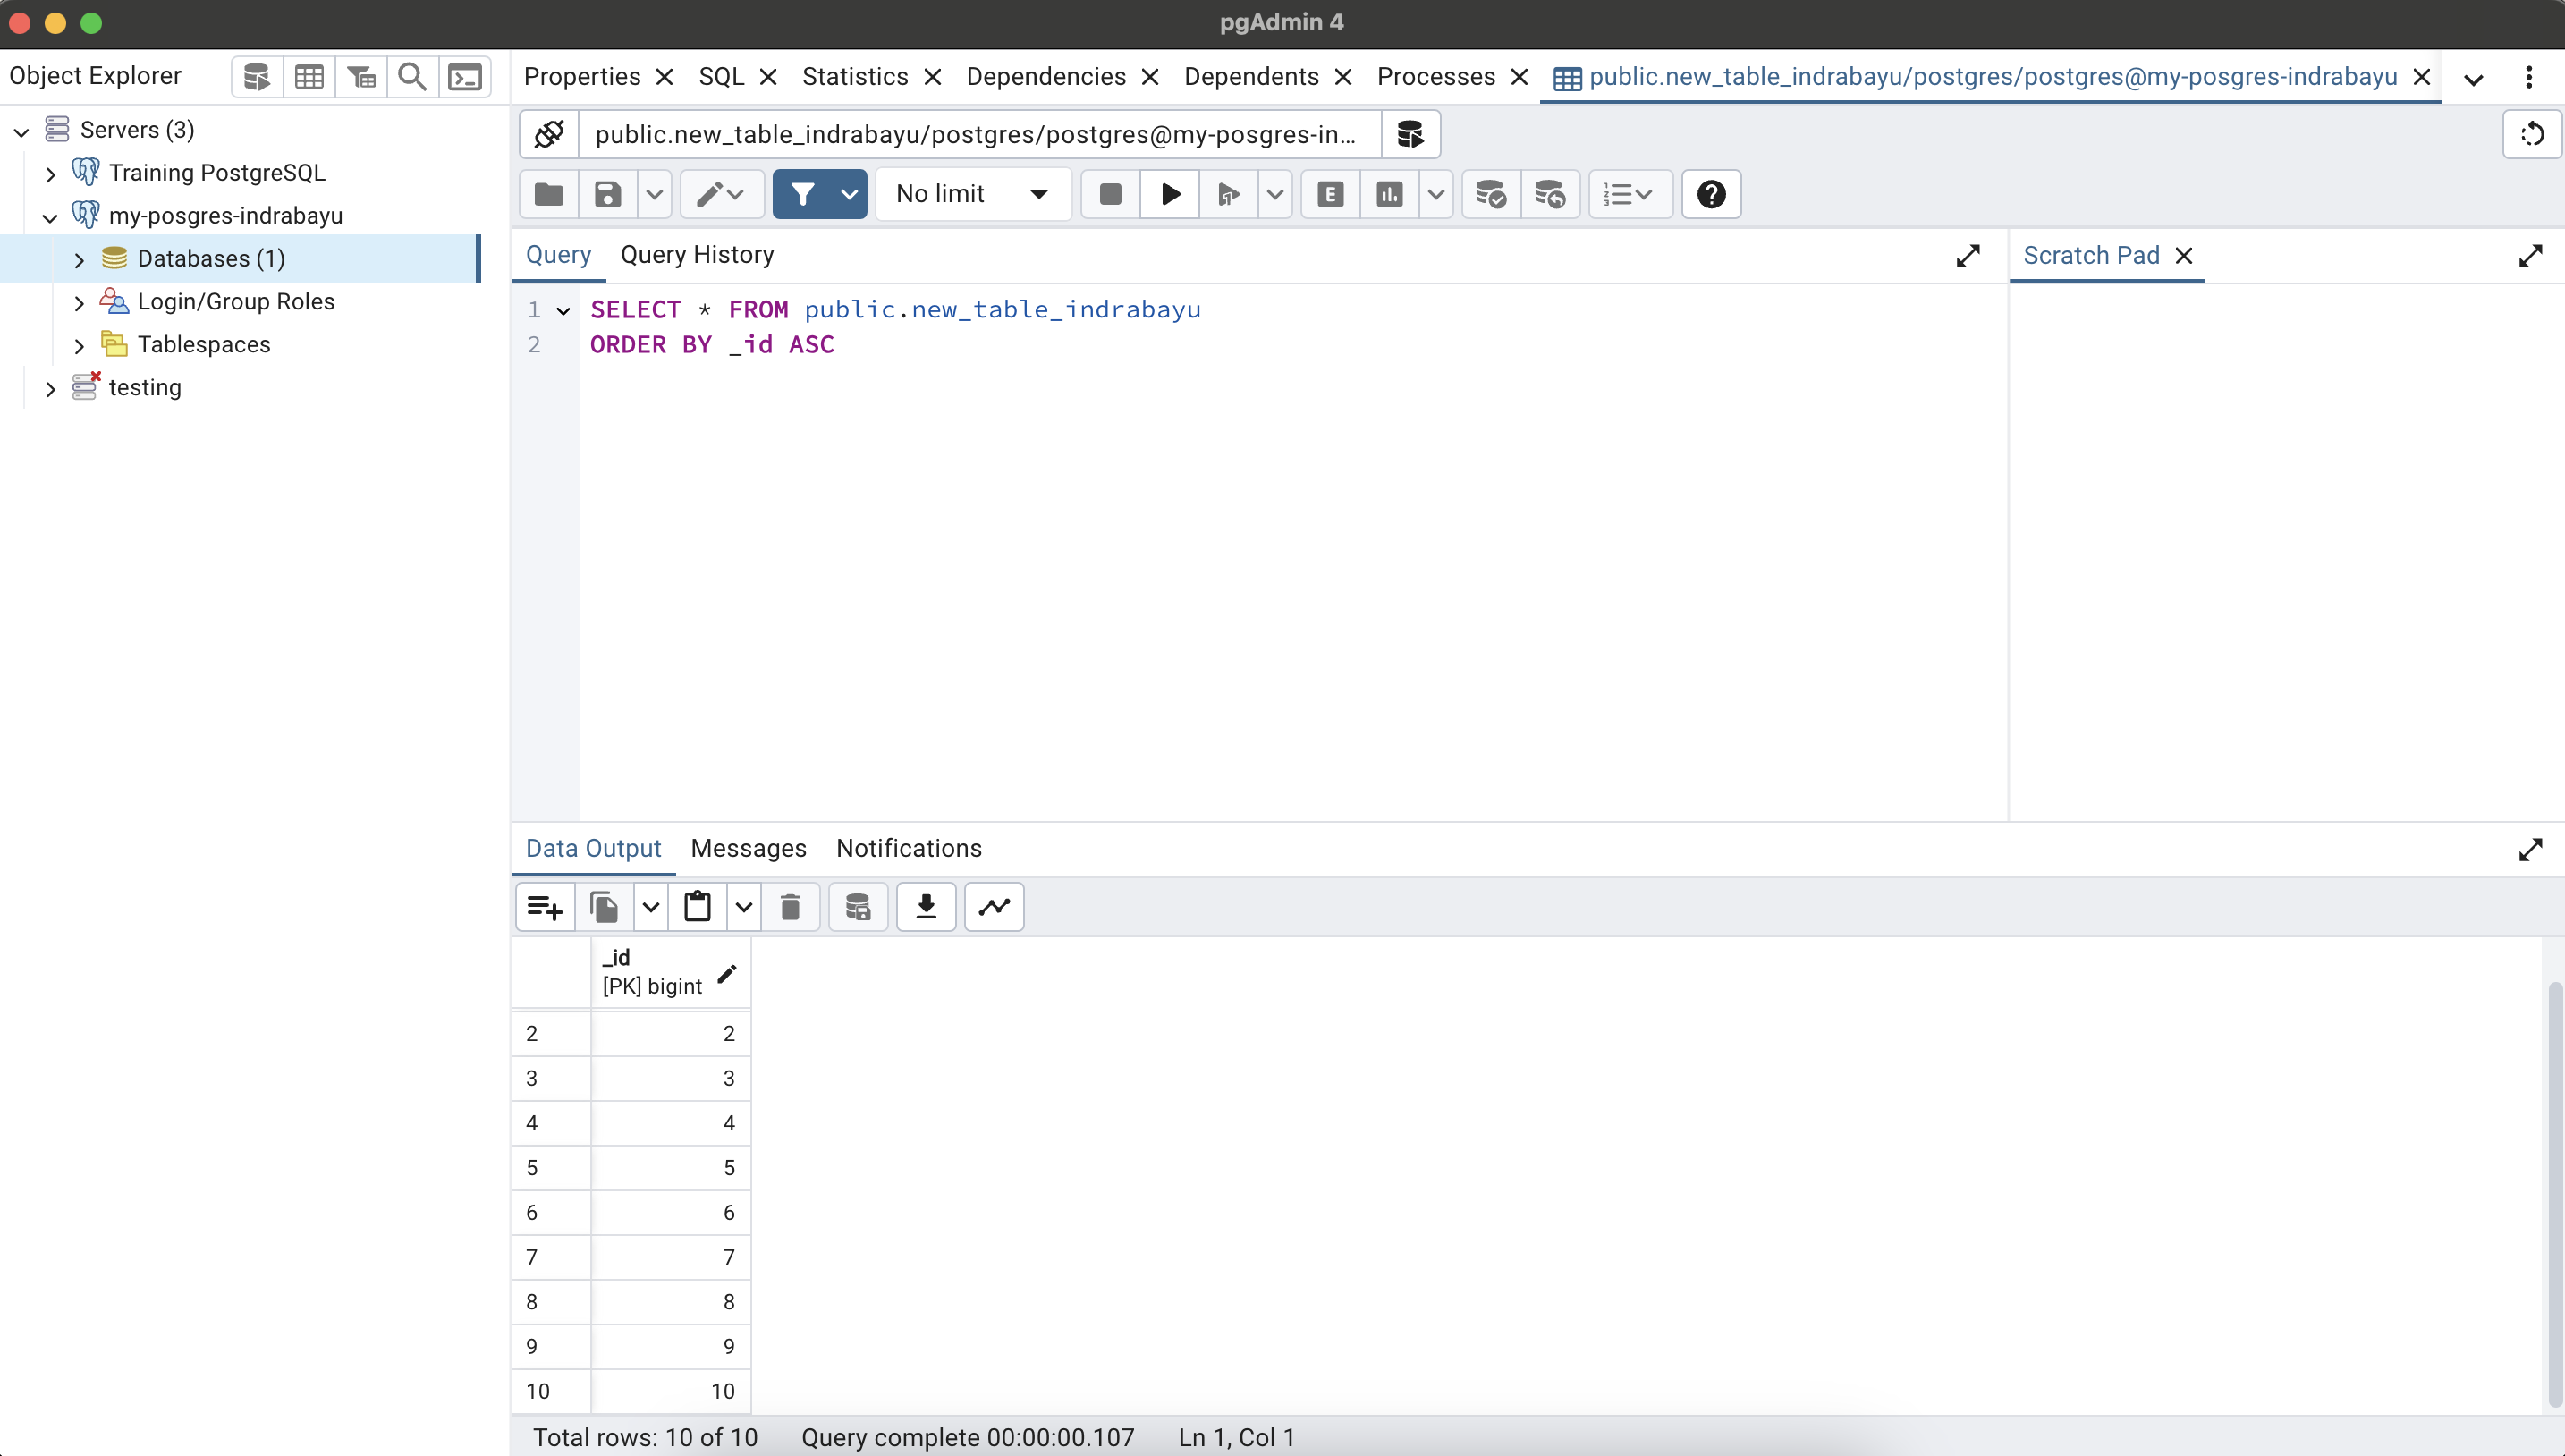 pgAdmin 4
Object Explorer
Properties SQL Statistics Dependencies Dependents Processes public.new_table_indrabayu/postgres/postgres@my-posgres-indrabayu
Servers (3)
Training PostgreSQL
my-posgres-indrabayu
Databases (1)
Login/Group Roles
Tablespaces
testing
public.new_table_indrabayu/postgres/postgres@my-posgres-in...
No limit
E
Query Query History
Scratch Pad
1 SELECT * FROM public.new_table_indrabayu
2 ORDER BY _id ASC
Data Output Messages Notifications
_id
[PK] bigint
2 2
3 3
4 4
5 5
6 6
7 7
8 8
9 9
10 10
Total rows: 10 of 10 Query complete 00:00:00.107 Ln 1, Col 1